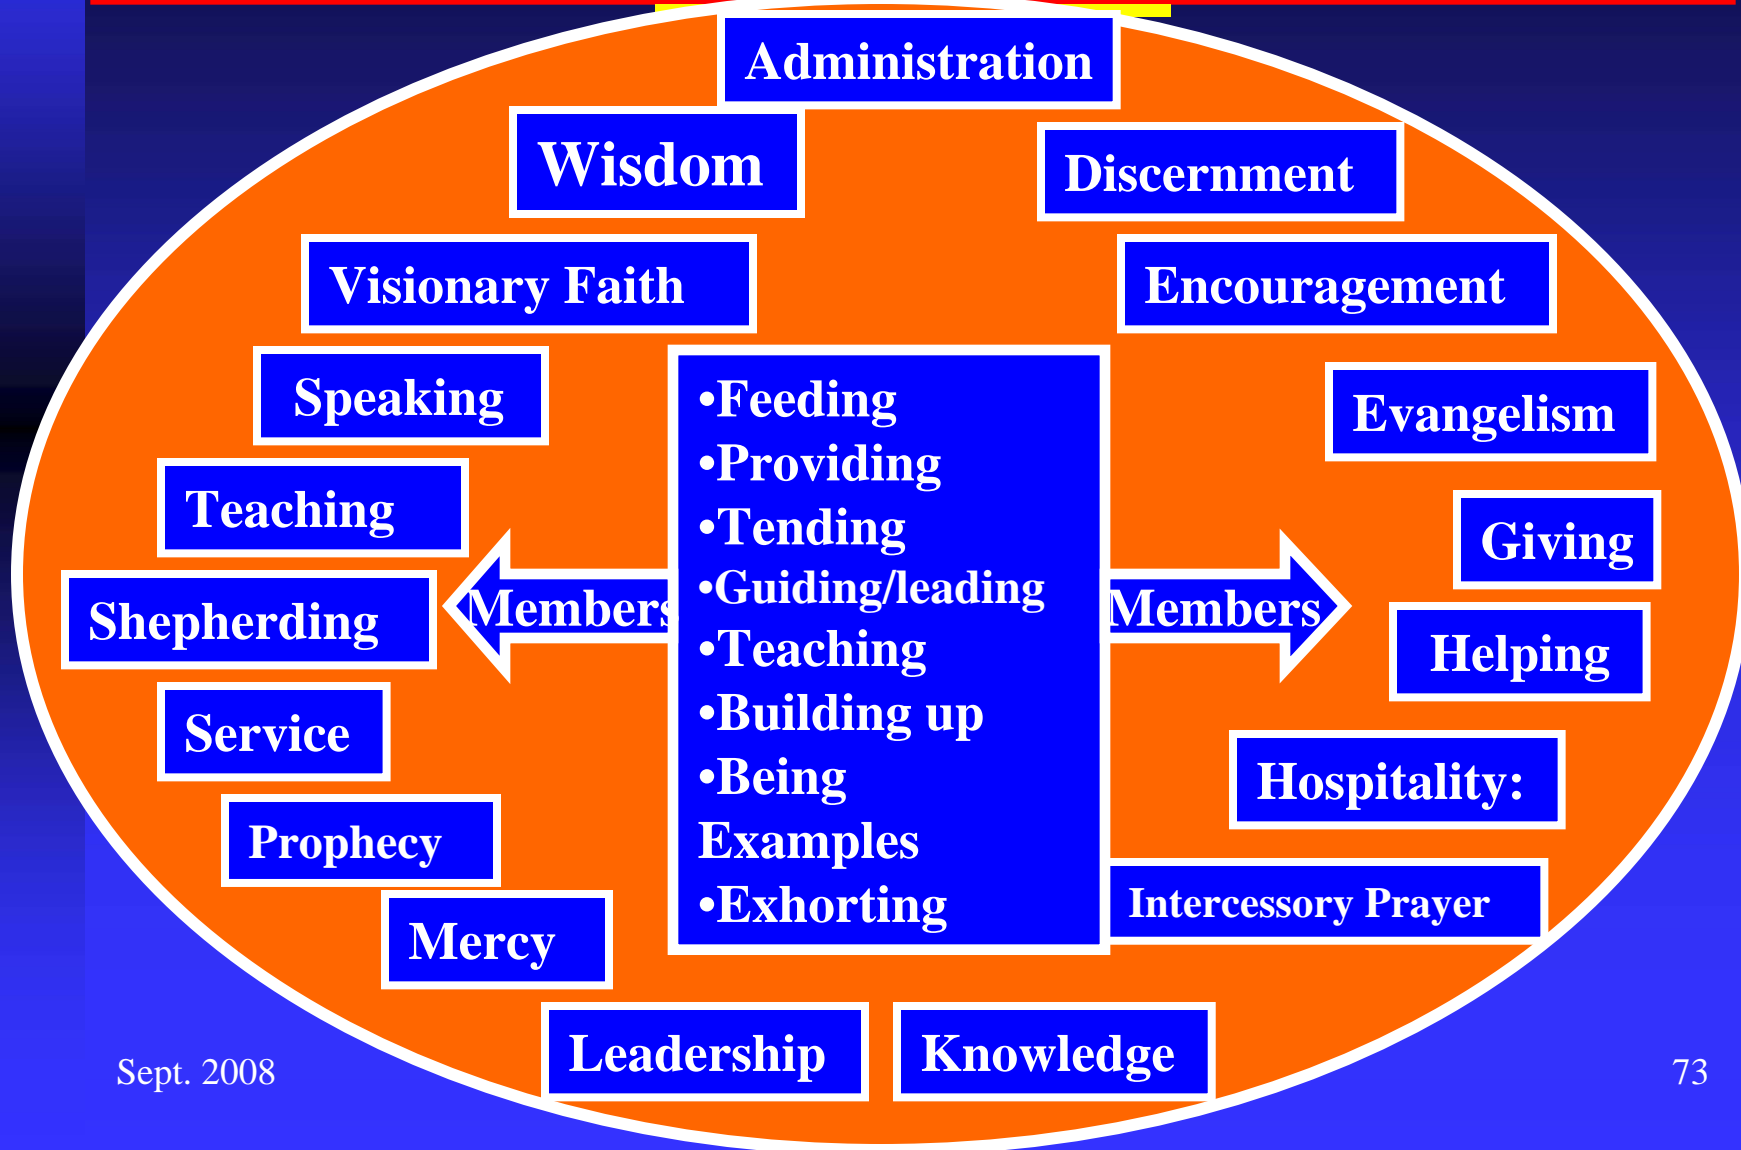 Administration
Wisdom
Discernment
Visionary Faith
Encouragement
Speaking
Evangelism
Teaching
Giving
Shepherding
Helping
Service
Hospitality:
Prophecy
Intercessory Prayer
Mercy
Leadership
Knowledge
Members
•Feeding
•Providing
•Tending
•Guiding/leading
•Teaching
•Building up
•Being
Examples
•Exhorting
Members
Sept. 2008
73